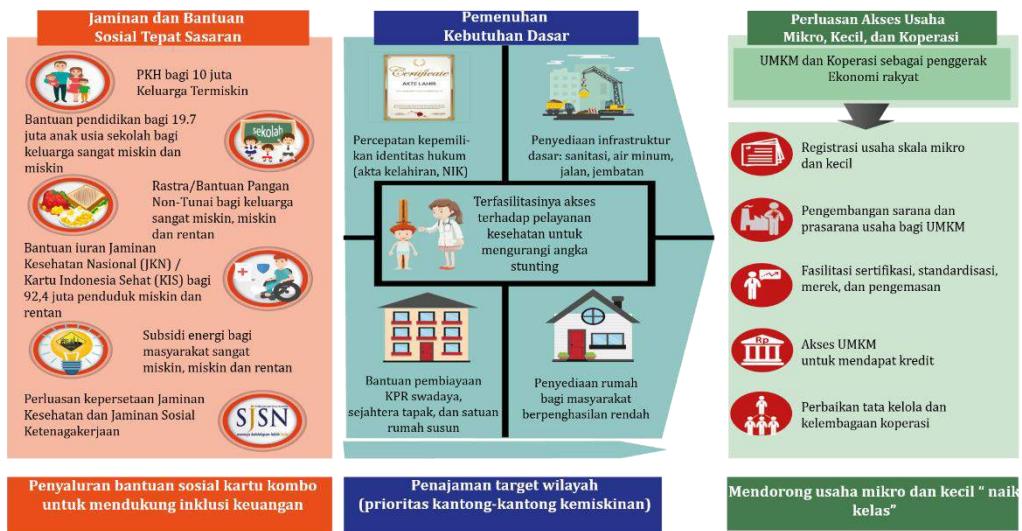 Jaminan dan Bantuan
Sosial Tepat Sasaran
PKH bagi 10 juta
Keluarga Termiskin
Bantuan pendidikan bagi 19.7
juta anak usia sekolah bagi
keluarga sangat miskin dan
miskin
sekolah
Rastra/Bantuan Pangan
Non-Tunai bagi keluarga
sangat miskin, miskin
dan rentan
Bantuan iuran Jaminan
Kesehatan Nasional (JKN) /
Kartu Indonesia Sehat (KIS) bagi
92,4 juta penduduk miskin dan
rentan
Subsidi energi bagi
masyarakat sangat
miskin, miskin dan rentan
Perluasan kepersetaan Jaminan
Kesehatan dan Jaminan Sosial
Ketenagakerjaan
SJSN
Penyaluran bantuan sosial kartu kombo
untuk mendukung inklusi keuangan
Pemenuhan
Kebutuhan Dasar
Certificate
AKTE LAHIR
Percepatan kepemili-
kan identitas hukum
(akta kelahiran, NIK)
Penyediaan infrastruktur
dasar: sanitasi, air minum,
jalan, jembatan
Terfasilitasinya akses
terhadap pelayanan
kesehatan untuk
mengurangi angka
stunting
Bantuan pembiayaan
KPR swadaya,
sejahtera tapak, dan satuan
rumah susun
Penyediaan rumah
bagi masyarakat
berpenghasilan rendah
Penajaman target wilayah
(prioritas kantong-kantong kemiskinan)
Perluasan Akses Usaha
Mikro, Kecil, dan Koperasi
UMKM dan Koperasi sebagai penggerak
Ekonomi rakyat
Registrasi usaha skala mikro
dan kecil
Pengembangan sarana dan
prasarana usaha bagi UMKM
Fasilitasi sertifikasi, standardisasi,
merek, dan pengemasan
Rp
Akses UMKM
untuk mendapat kredit
Perbaikan tata kelola dan
kelembagaan koperasi
Mendorong usaha mikro dan kecil “ naik
kelas”